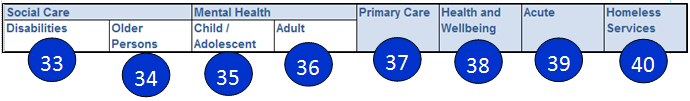 Social Care
Mental Health
Primary Care
Health and
Wellbeing
Acute
Homeless
Services
Disabilities
Older
Persons
Child /
Adolescent
Adult
33
34
35
36
37
38
39
40